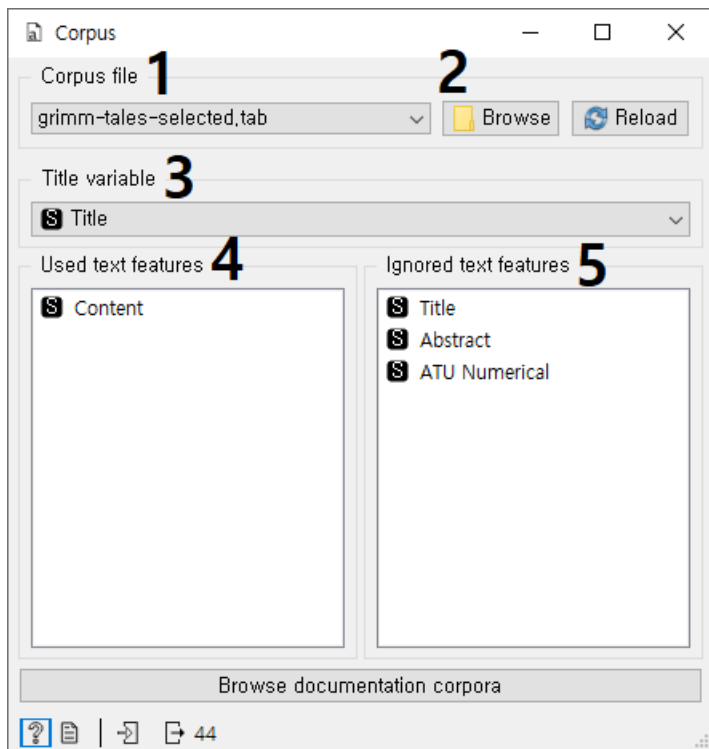 Corpus
Corpus file 1 2
grimm-tales-selected,tab Browse Reload
Title variable 3
S Title
Used text features 4 Ignored text features 5
S Content S Title
S Abstract
S ATU Numerical
Browse documentation corpora
? 44